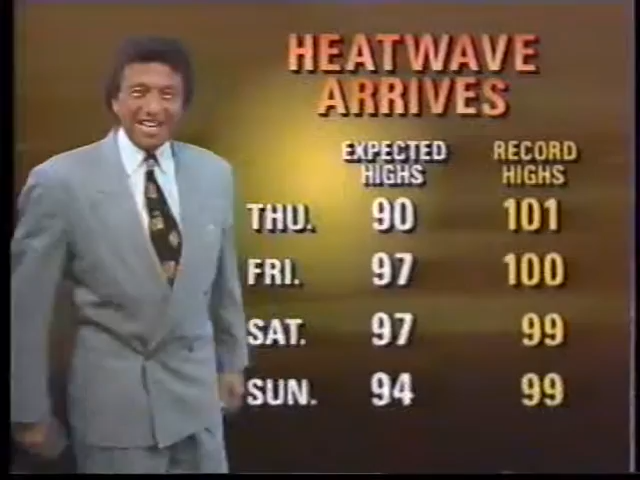 HEATWAVE
ARRIVES
EXPECTED HIGHS RECORD HIGHS
THU. 90 101
FRI. 97 100
SAT. 97 99
SUN. 94 99